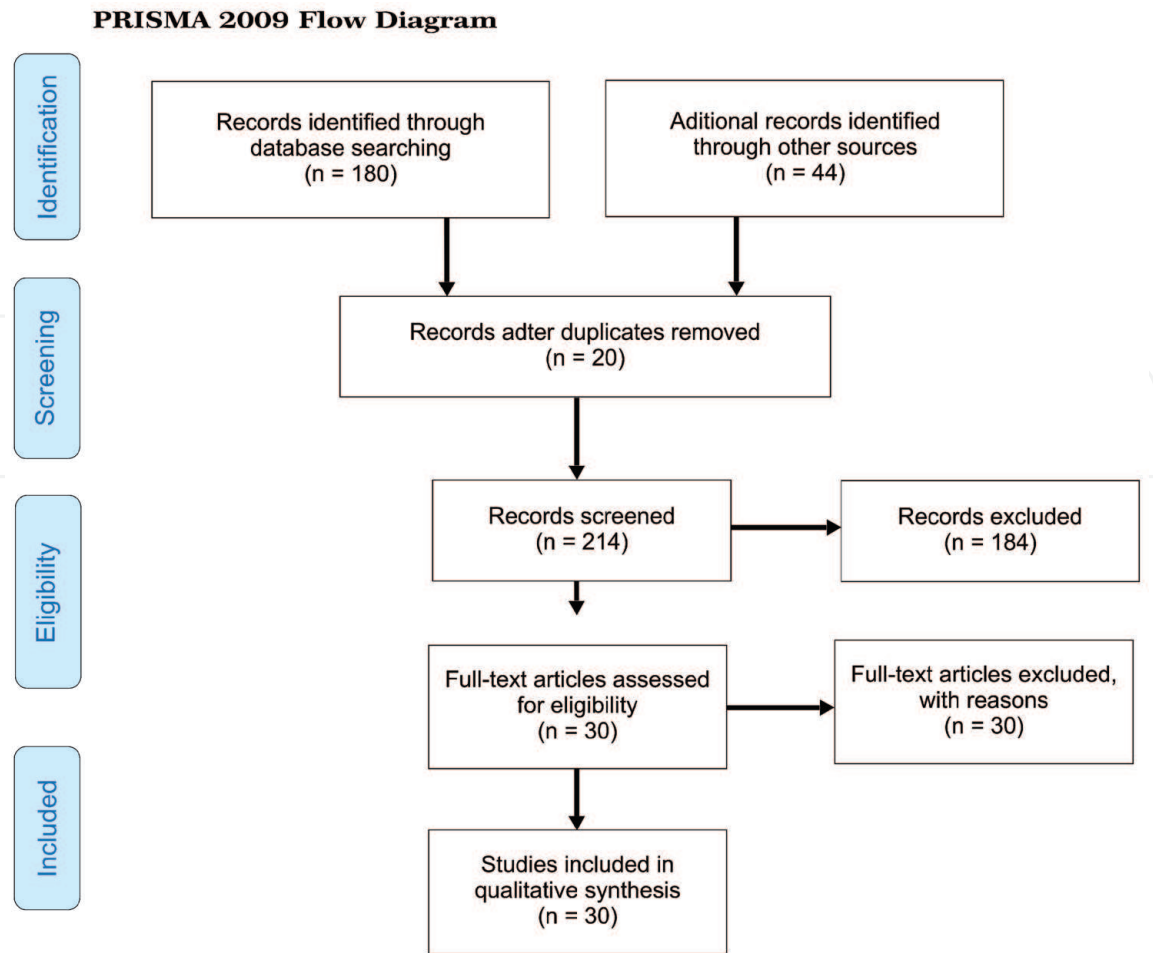 PRISMA 2009 Flow Diagram
Identification
Records identified through
database searching
(n = 180)
Aditional records identified
through other sources
(n = 44)
Screening
Records adter duplicates removed
(n = 20)
Eligibility
Records screened
(n = 214)
Records excluded
(n = 184)
Full-text articles assessed
for eligibility
(n = 30)
Full-text articles excluded,
with reasons
(n = 30)
Included
Studies included in
qualitative synthesis
(n = 30)